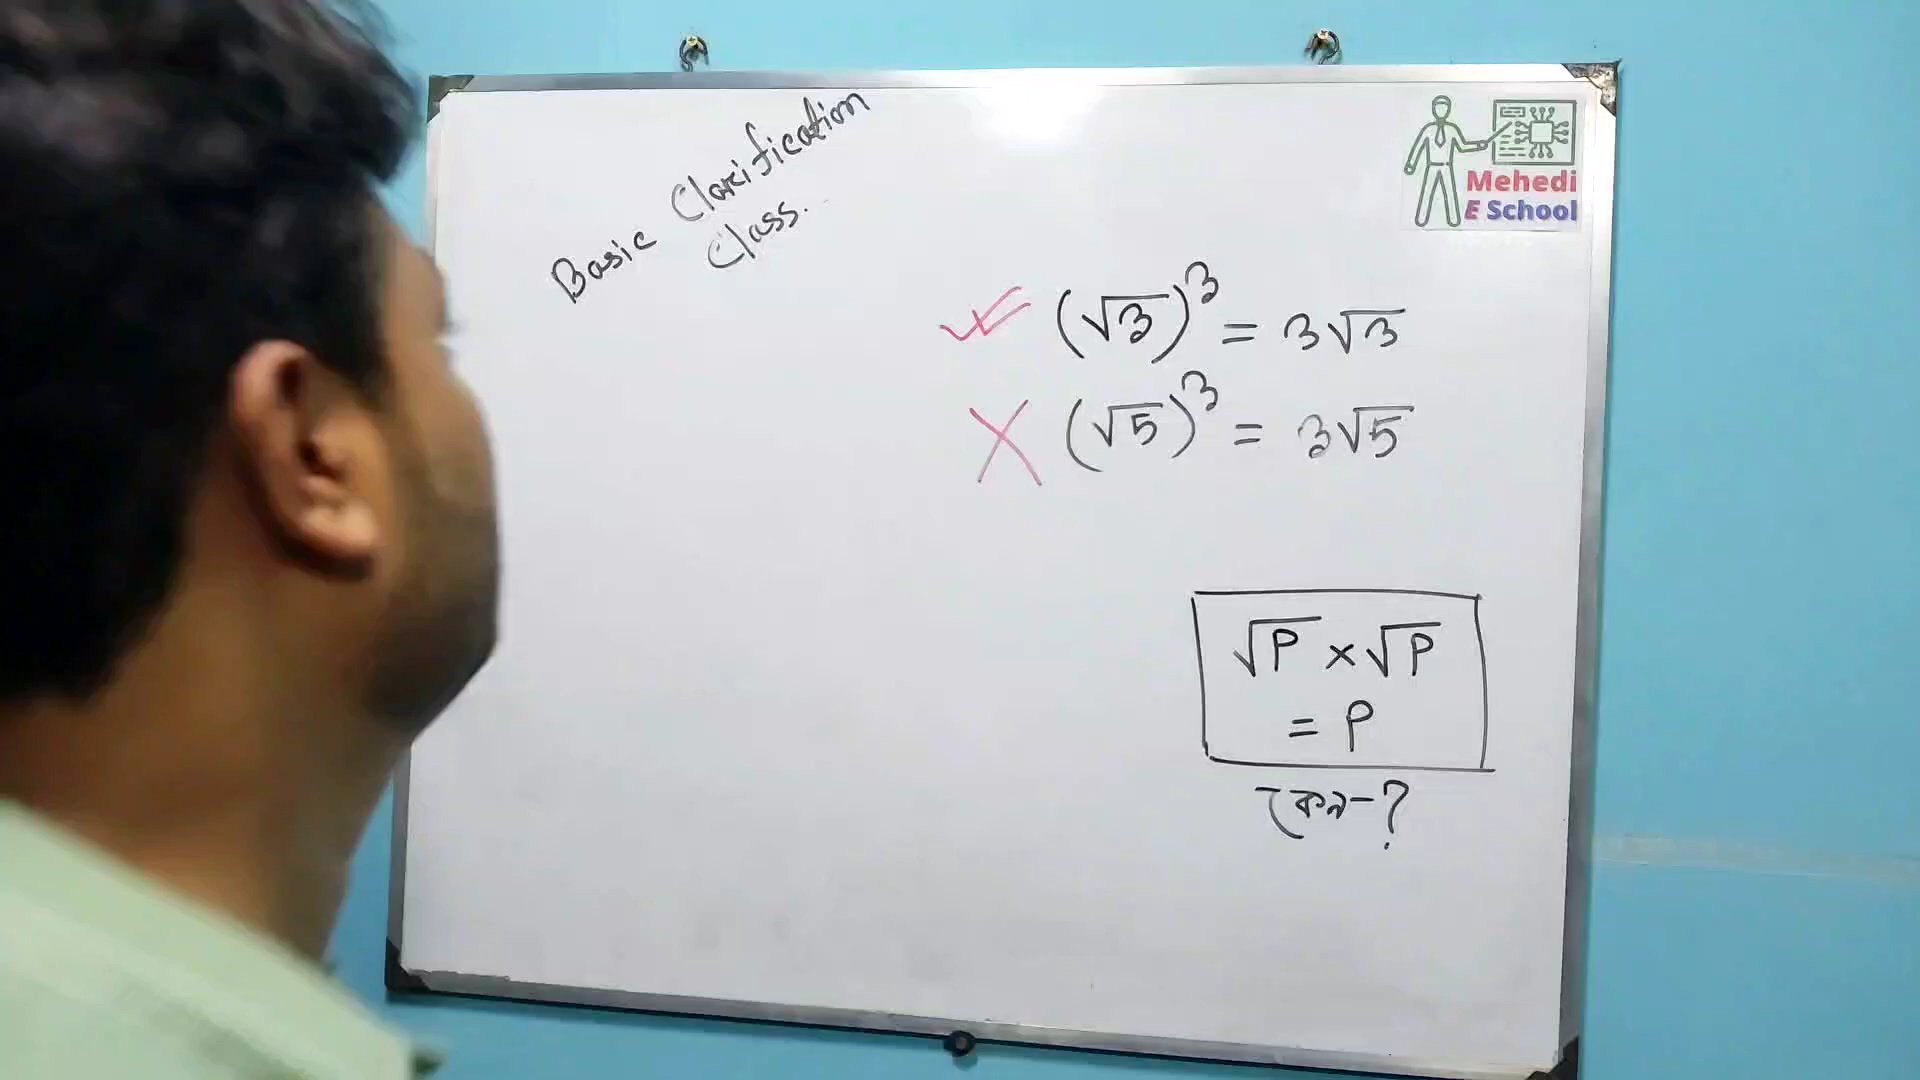 Basic Clarification
Class.
Mehedi
E School
(√3)³ = 3√3
(√5)³ = 3√5
√P × √P
= P
কেন-?